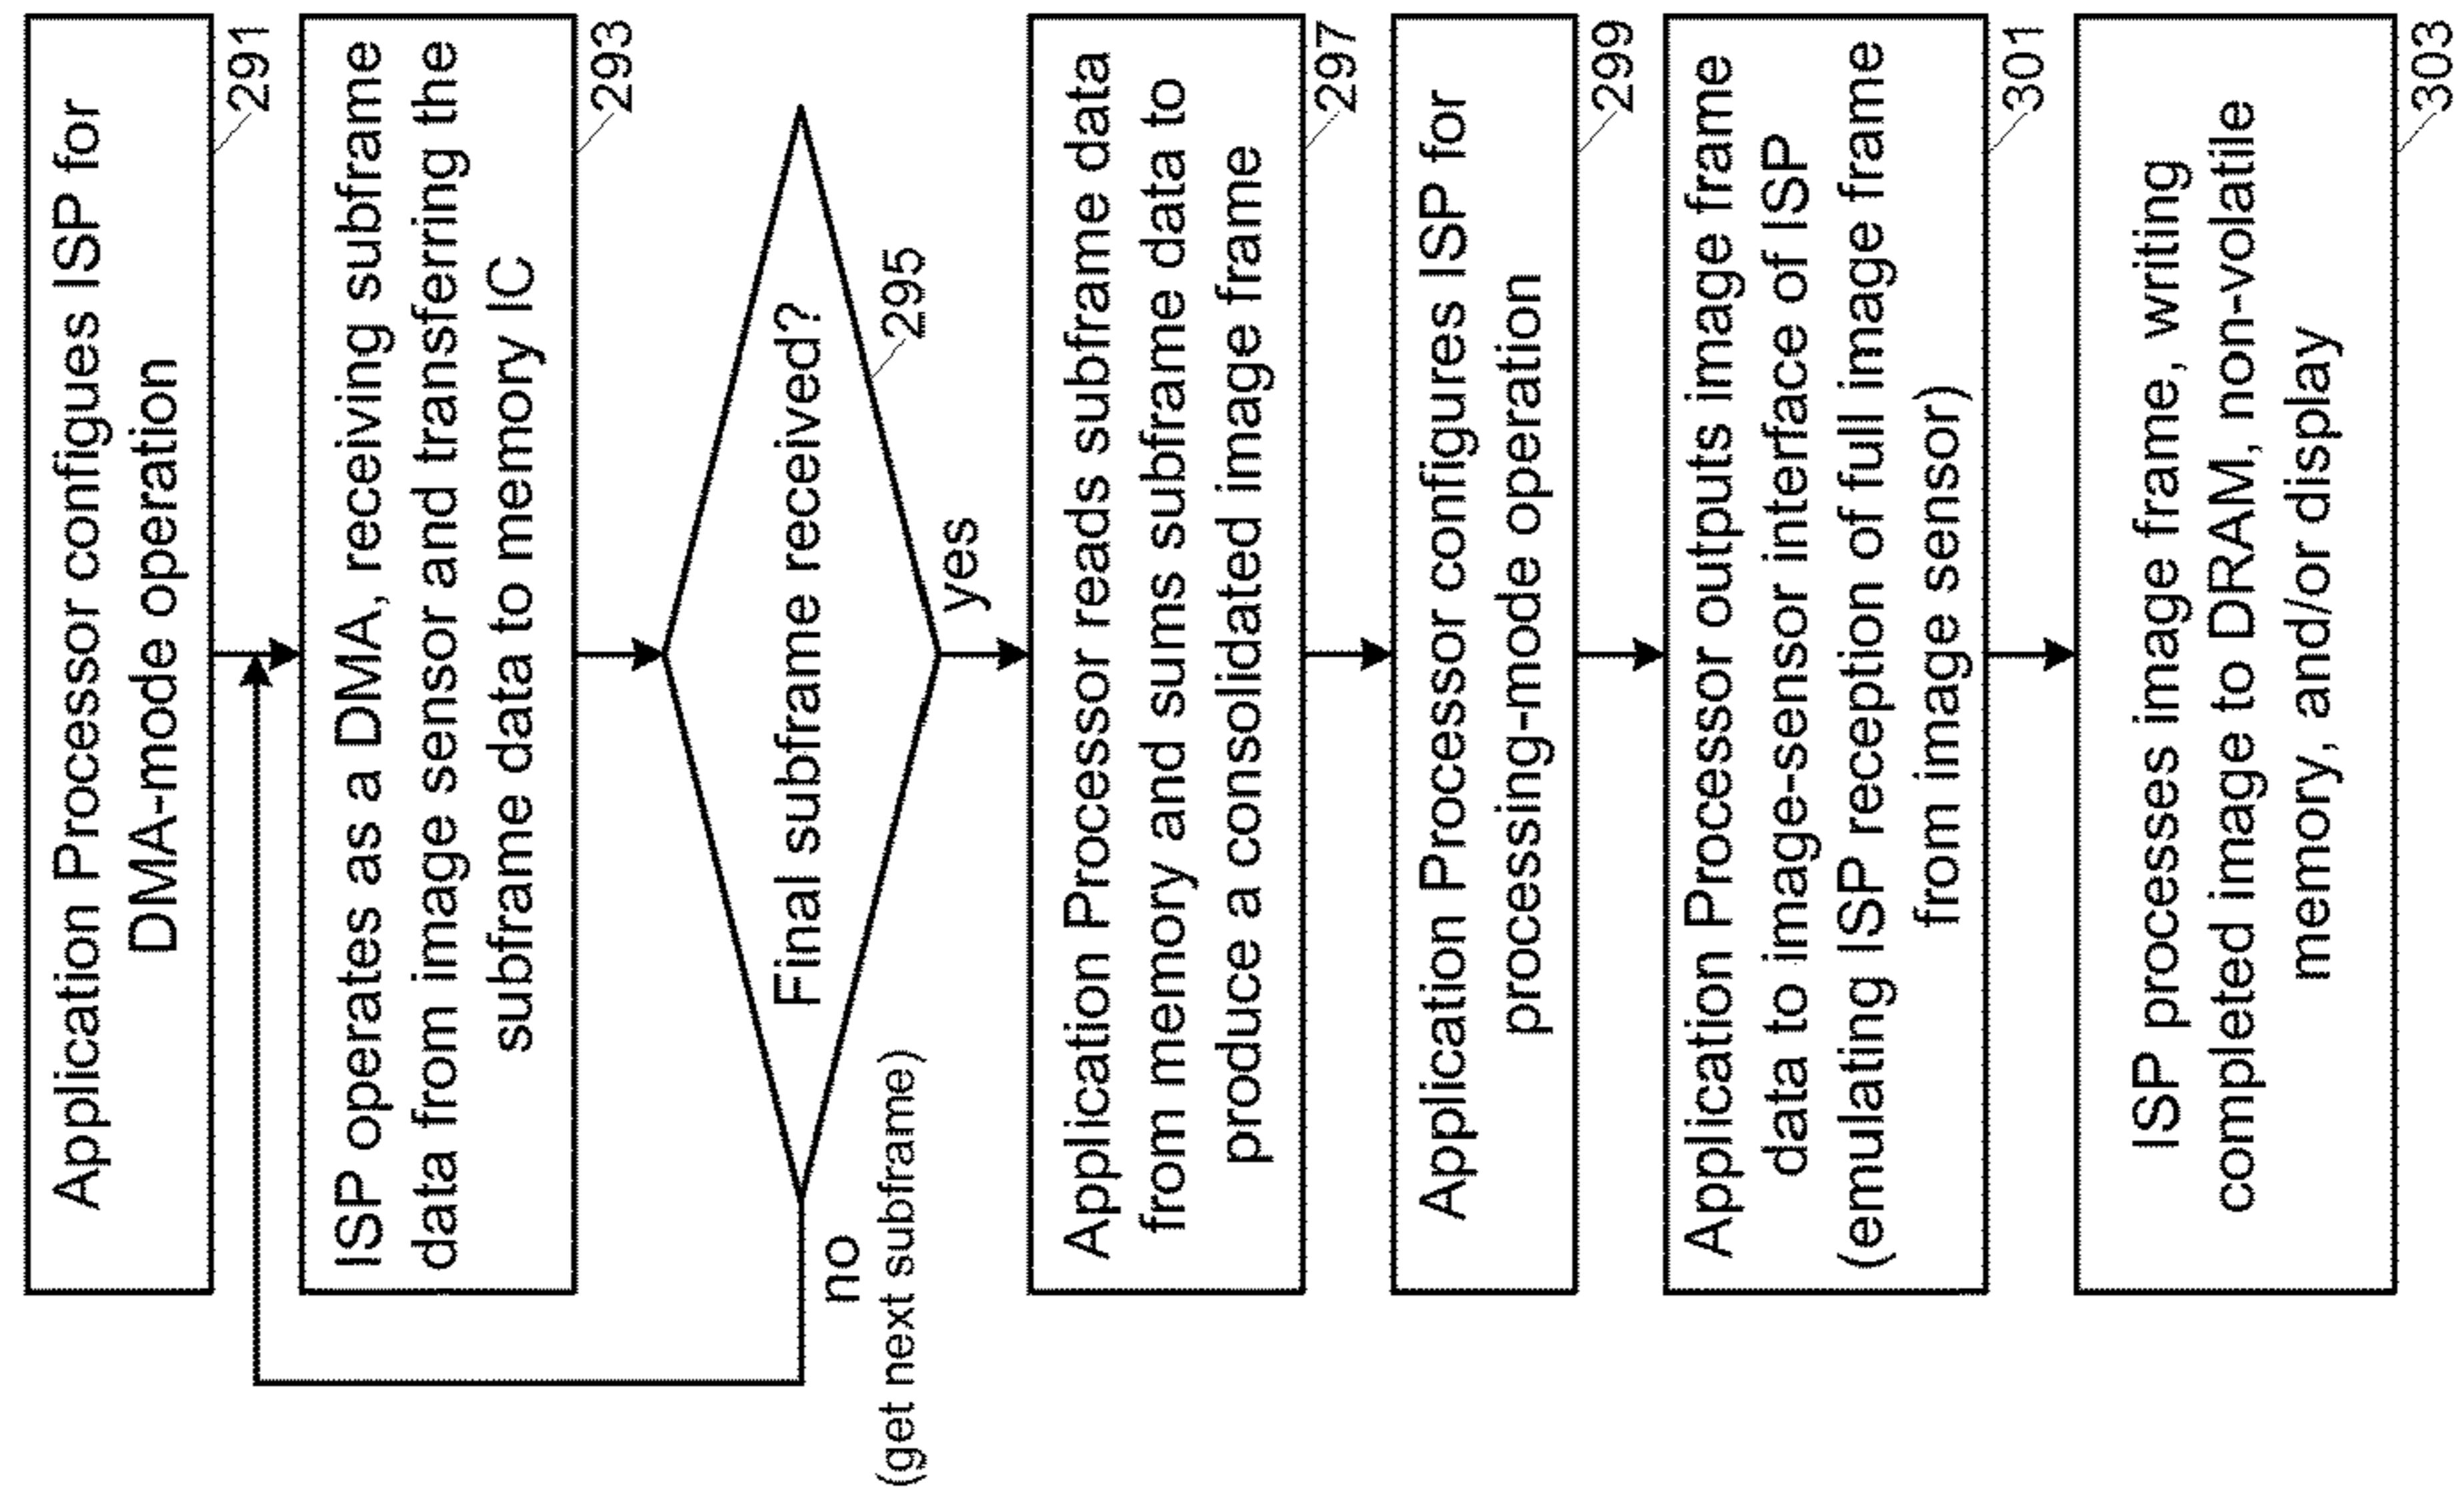 Application Processor configues ISP for
DMA-mode operation
291
ISP operates as a DMA, receiving subframe
data from image sensor and transferring the
subframe data to memory IC
293
Final subframe received?
295
no
(get next subframe)
yes
Application Processor reads subframe data
from memory and sums subframe data to
produce a consolidated image frame
297
Application Processor configures ISP for
processing-mode operation
299
Application Processor outputs image frame
data to image-sensor interface of ISP
(emulating ISP reception of full image frame
from image sensor)
301
ISP processes image frame, writing
completed image to DRAM, non-volatile
memory, and/or display
303